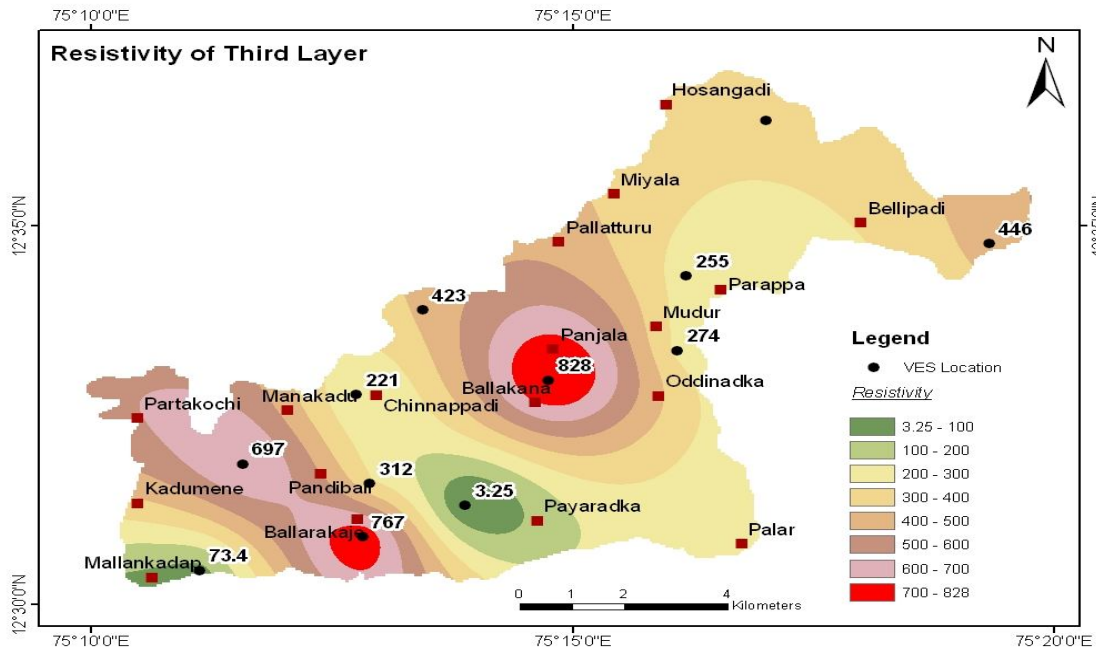 75°10'0"E
75°15'0"E
Resistivity of Third Layer
N
Hosangadi
Miyala
Bellipadi
Pallatturu
12°35'0"N
446
255
Parappa
423
Mudur
274
Panjala
828
Ballakana
Oddinadka
221
Manakadu
Chinnappadi
Partakochi
697
312
Pandibail
3.25
Kadumene
Payaradka
767
Ballarakaje
Palar
73.4
Mallankadap
Legend
VES Location
Resistivity
3.25 - 100
100 - 200
200 - 300
300 - 400
400 - 500
500 - 600
600 - 700
700 - 828
0 1 2 4
Kilometers
12°30'0"N
75°10'0"E
75°15'0"E
75°20'0"E